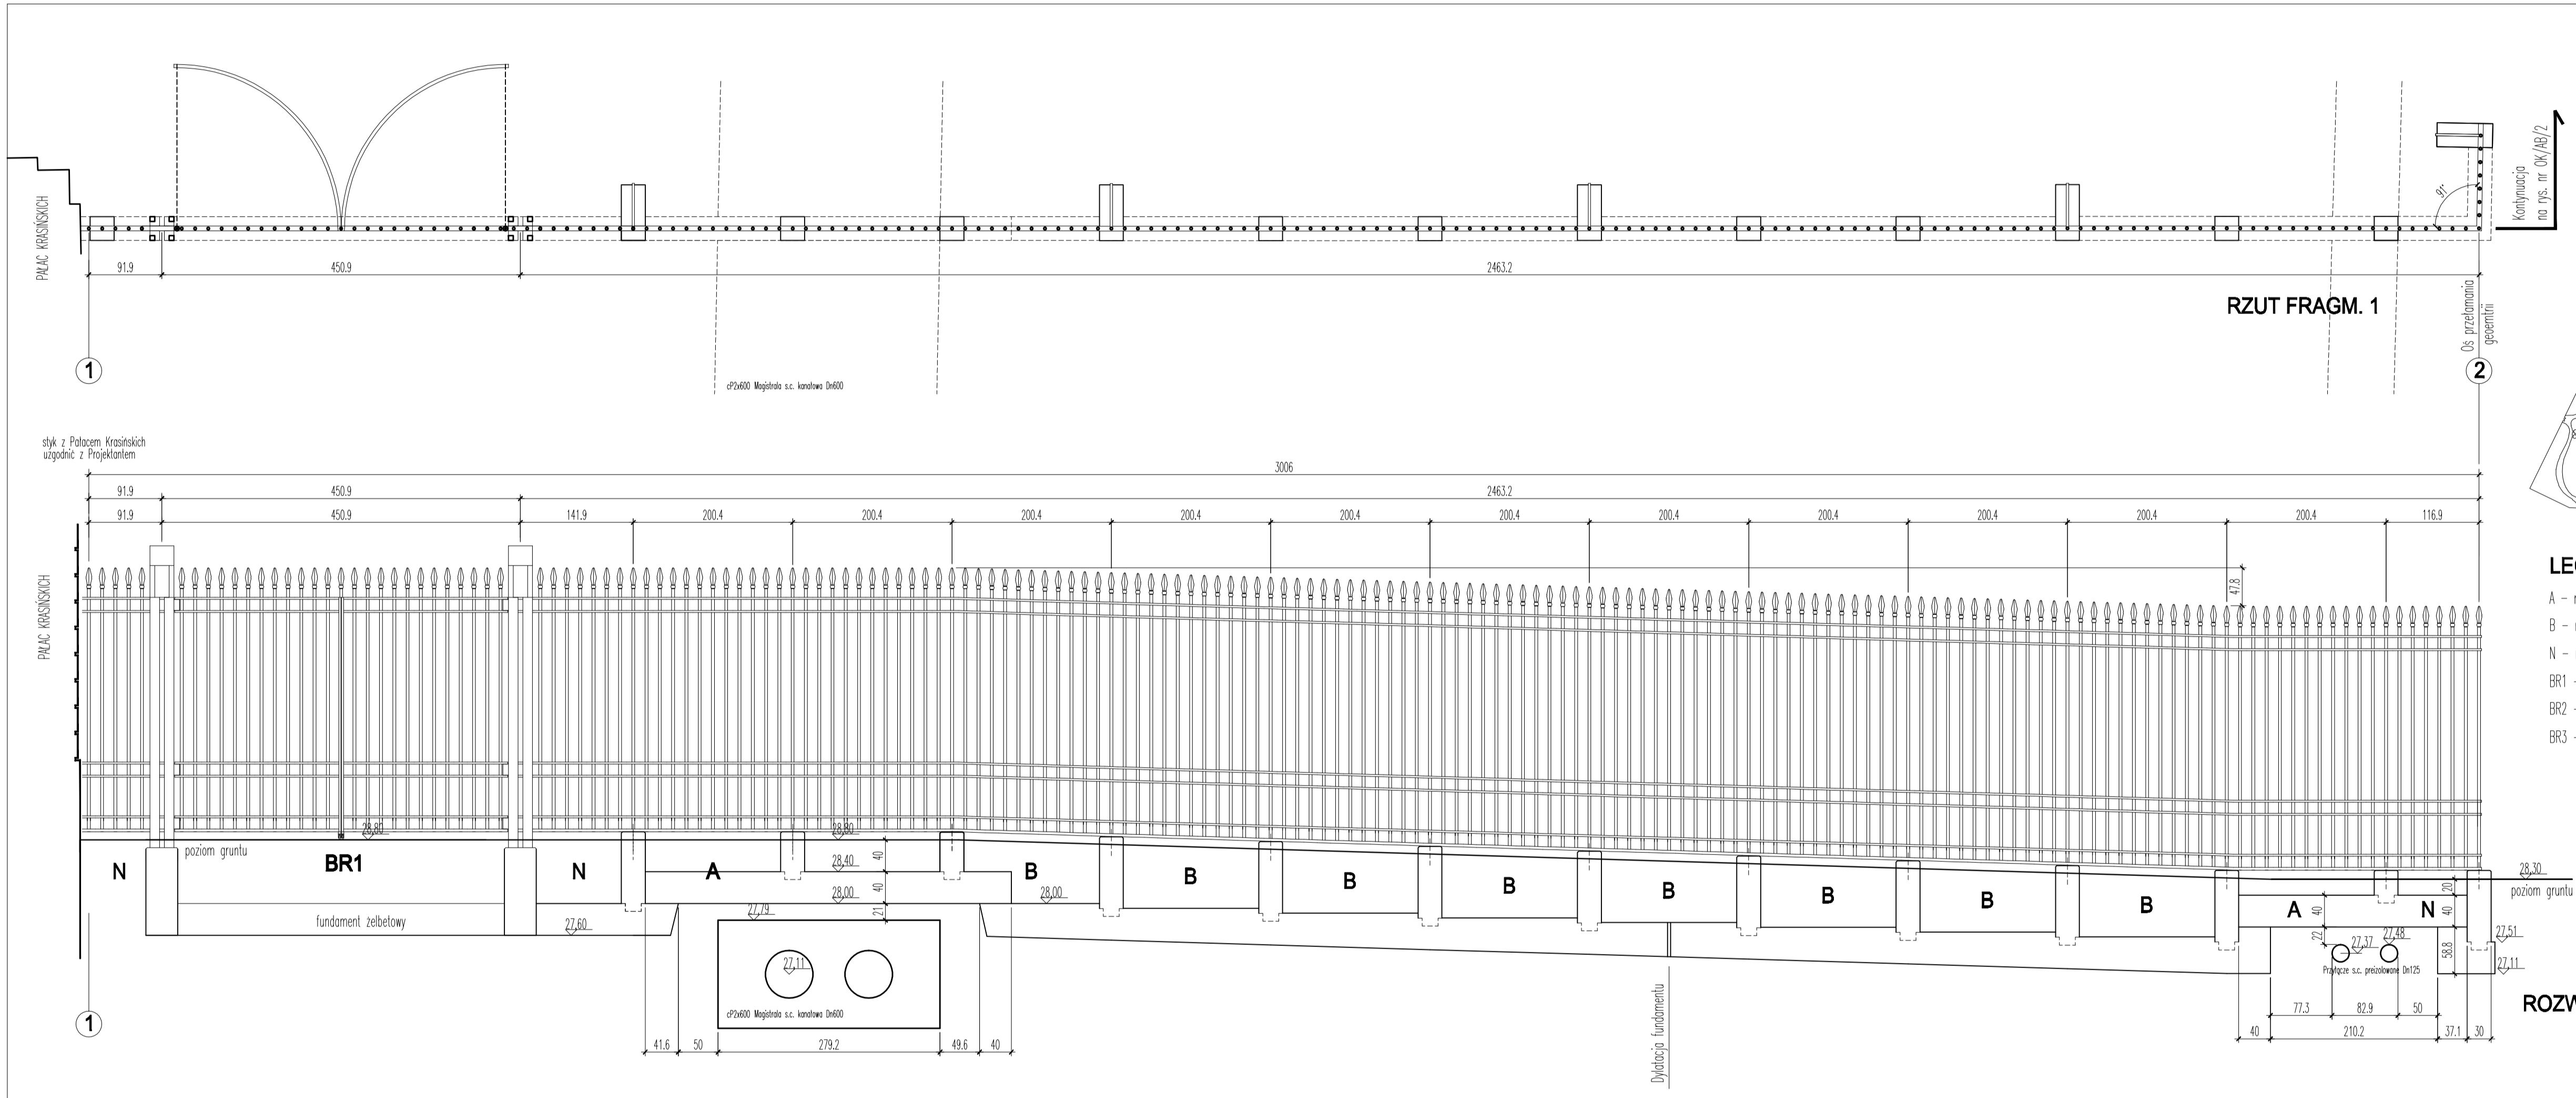 PAŁAC KRASIŃSKICH
91.9
450.9
2463.2
91°
Kontynuacja
na rys. nr OK/AB/2
RZUT FRAGM. 1
Oś przełamania
geoemtrii
1
2
cP2x600 Magistrala s.c. kanałowa Dn600
styk z Pałacem Krasińskich
uzgodnić z Projektantem
3006
91.9
450.9
2463.2
91.9
450.9
141.9
200.4
200.4
200.4
200.4
200.4
200.4
200.4
200.4
200.4
200.4
200.4
116.9
47.8
PAŁAC KRASIŃSKICH
A -
B -
N -
BR1 -
BR2 -
BR3 -
28,80
28,80
poziom gruntu
N
BR1
N
A
28,40
40
B
B
B
B
B
B
B
B
28,00
40
28,00
27,79
21
fundament żelbetowy
27,60
28,30
poziom gruntu
20
A
N
40
40
22
27,37
27,48
58.8
27,51
27,11
Przyłącze s.c. preizolowane Dn125
27,11
cP2x600 Magistrala s.c. kanałowa Dn600
Dylatacja fundamentu
77.3
82.9
50
40
210.2
37.1
30
41.6
50
279.2
49.6
40
1